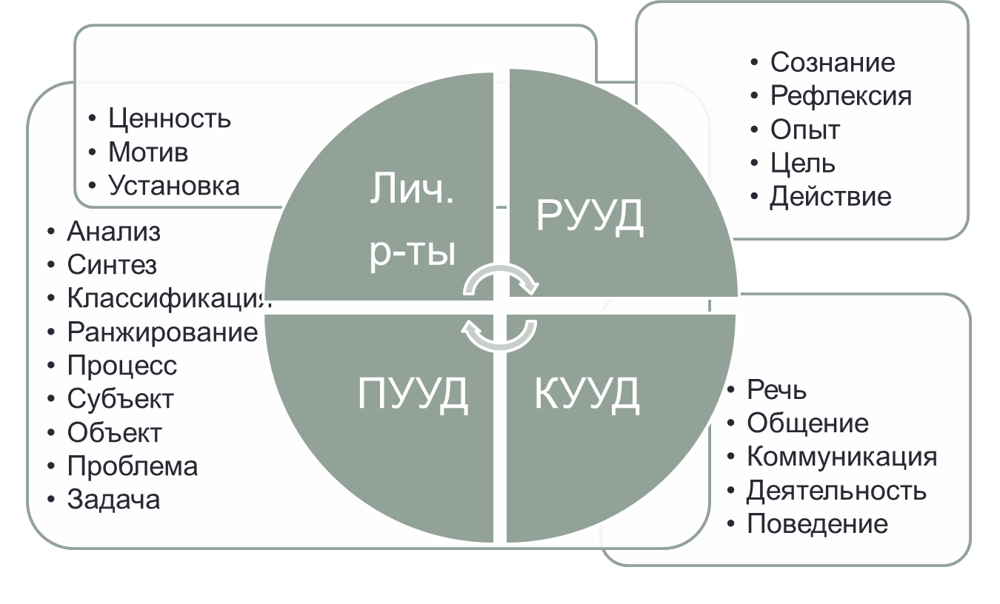 • Ценность
• Мотив
• Установка
Лич.
р-ты
РУУД
• Сознание
• Рефлексия
• Опыт
• Цель
• Действие
• Анализ
• Синтез
• Классификация
• Ранжирование
• Процесс
• Субъект
• Объект
• Проблема
• Задача
ПУУД
КУУД
• Речь
• Общение
• Коммуникация
• Деятельность
• Поведение